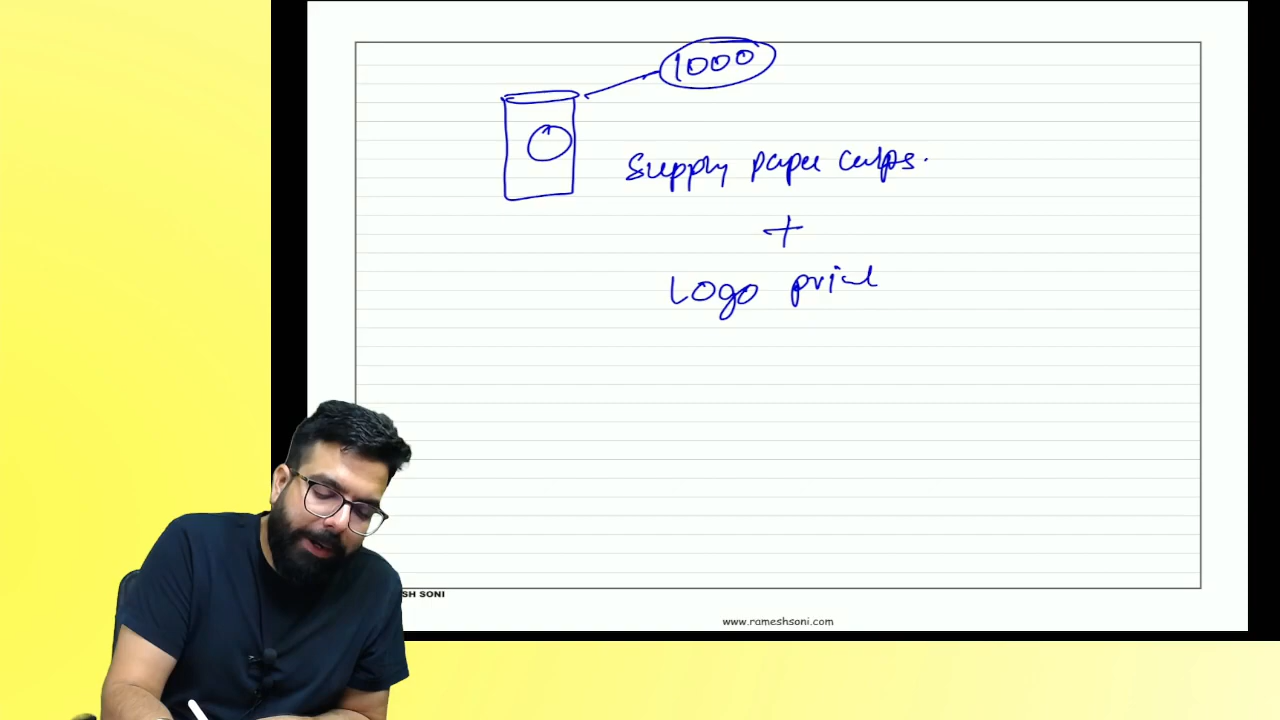 1000
Supply paper cups.
+
Logo print
SH SONI
www.rameshsoni.com